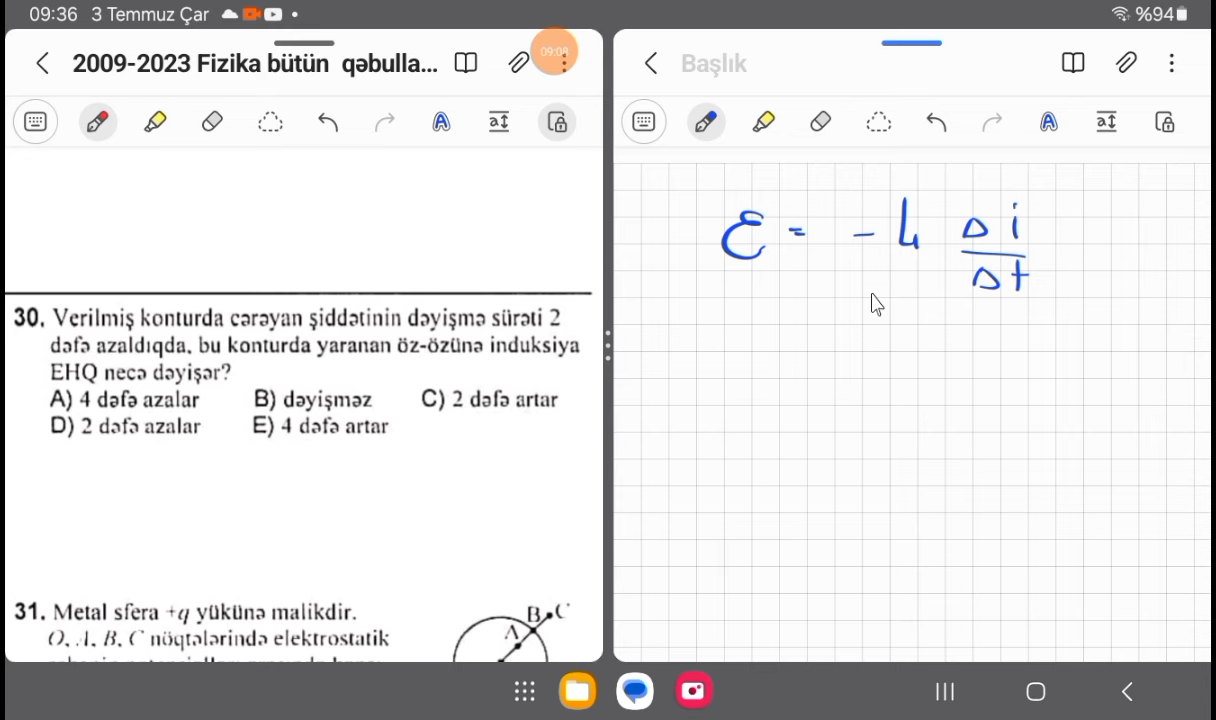 09:36 3 Temmuz Çar
%94
2009-2023 Fizika bütün qəbulla...
09:08
Başlık
ε = - L Δi/Δt
30. Verilmiş konturda cərəyan şiddətinin dəyişmə sürəti 2
dəfə azaldıqda, bu konturda yaranan öz-özünə induksiya
EHQ necə dəyişər?
A) 4 dəfə azalar B) dəyişməz C) 2 dəfə artar
D) 2 dəfə azalar E) 4 dəfə artar
31. Metal sfera +q yükünə malikdir.
O, A, B, C nöqtələrində elektrostatik
B C
A